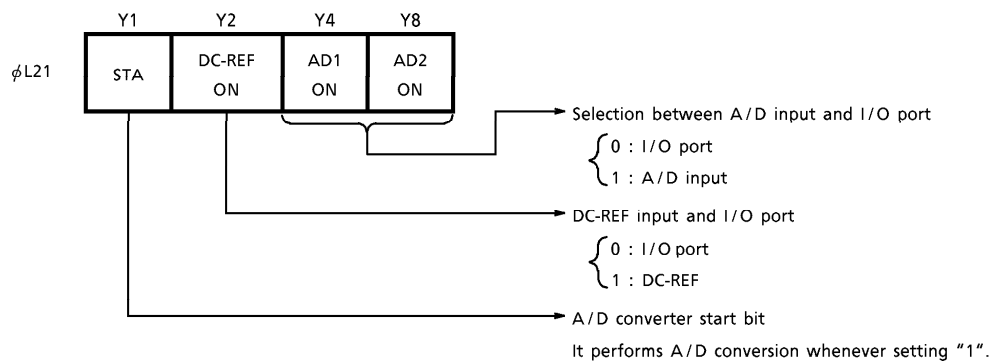 Y1 Y2 Y4 Y8
ϕL21
STA
DC-REF
ON
AD1
ON
AD2
ON
Selection between A/D input and I/O port
0 : I/O port
1 : A/D input
DC-REF input and I/O port
0 : I/O port
1 : DC-REF
A/D converter start bit
It performs A/D conversion whenever setting "1".